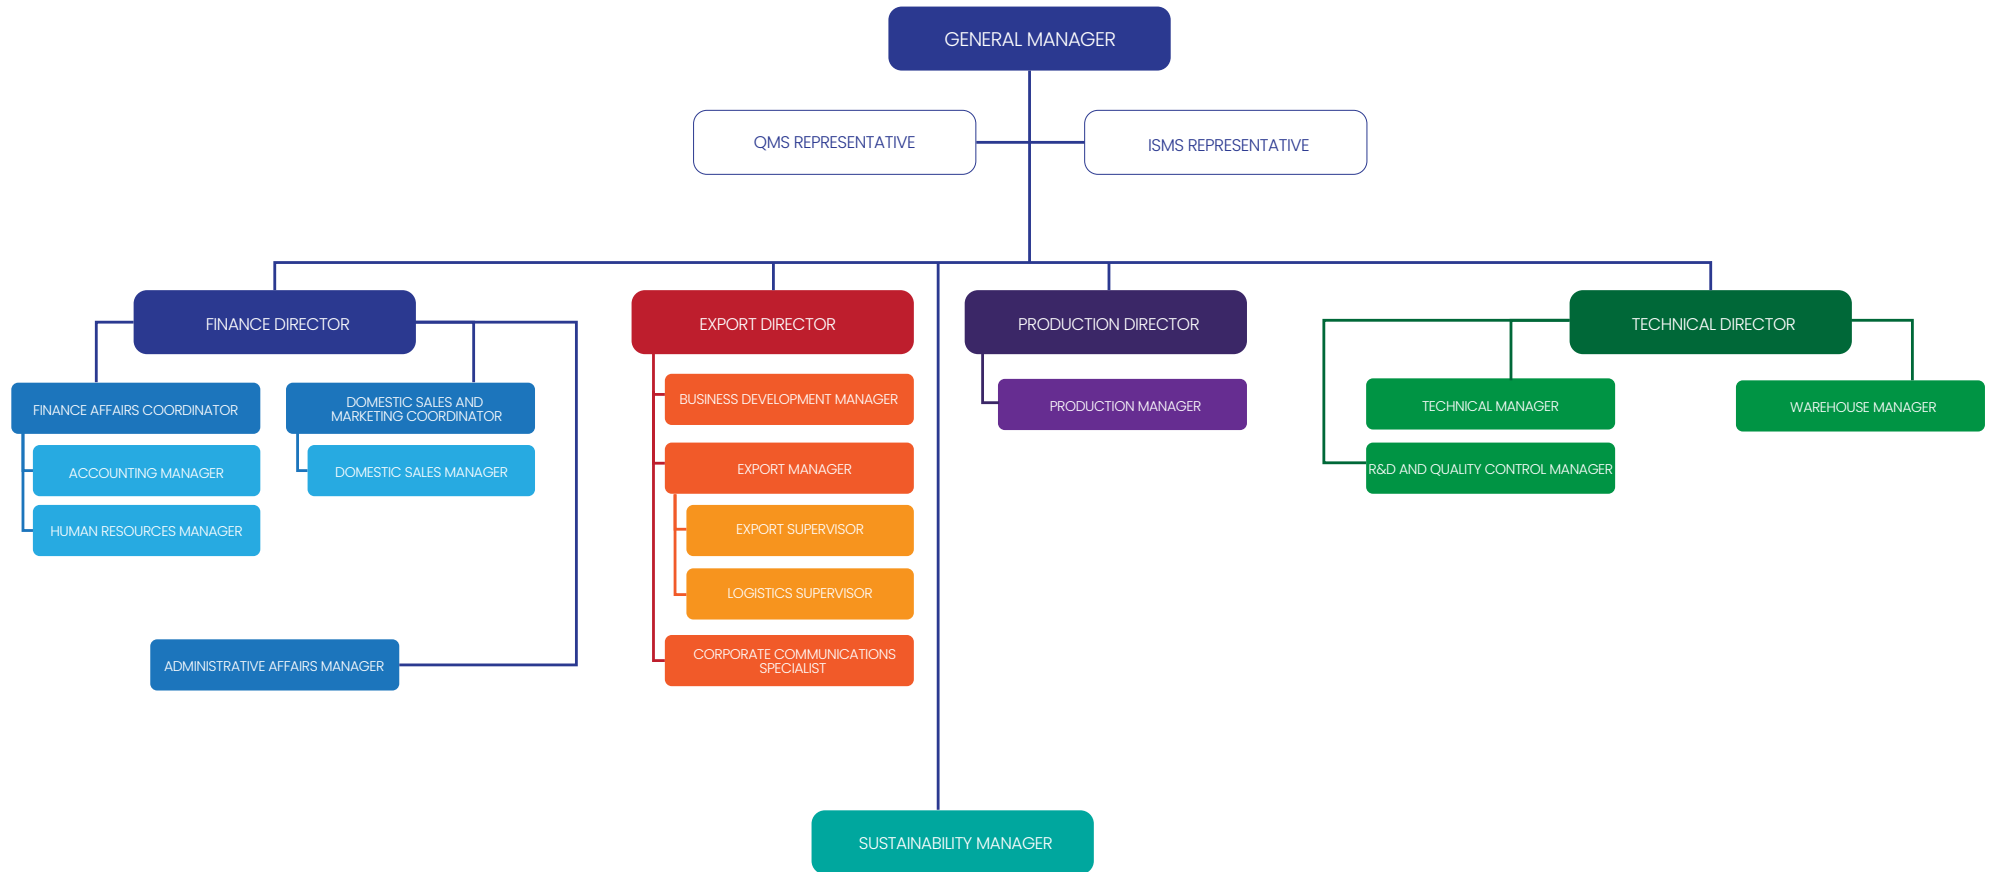 GENERAL MANAGER
QMS REPRESENTATIVE
ISMS REPRESENTATIVE
FINANCE DIRECTOR
EXPORT DIRECTOR
PRODUCTION DIRECTOR
TECHNICAL DIRECTOR
FINANCE AFFAIRS COORDINATOR
ACCOUNTING MANAGER
HUMAN RESOURCES MANAGER
DOMESTIC SALES AND
MARKETING COORDINATOR
DOMESTIC SALES MANAGER
ADMINISTRATIVE AFFAIRS MANAGER
BUSINESS DEVELOPMENT MANAGER
EXPORT MANAGER
EXPORT SUPERVISOR
LOGISTICS SUPERVISOR
CORPORATE COMMUNICATIONS
SPECIALIST
PRODUCTION MANAGER
TECHNICAL MANAGER
R&D AND QUALITY CONTROL MANAGER
WAREHOUSE MANAGER
SUSTAINABILITY MANAGER